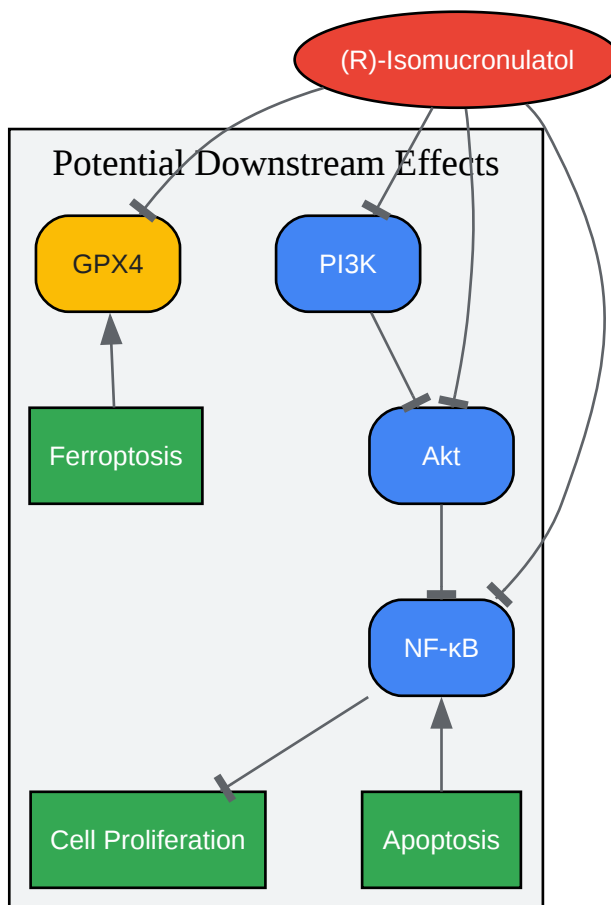 (R)-Isomucronulatol
Potential Downstream Effects
GPX4
PI3K
Ferroptosis
Akt
NF-κB
Cell Proliferation
Apoptosis